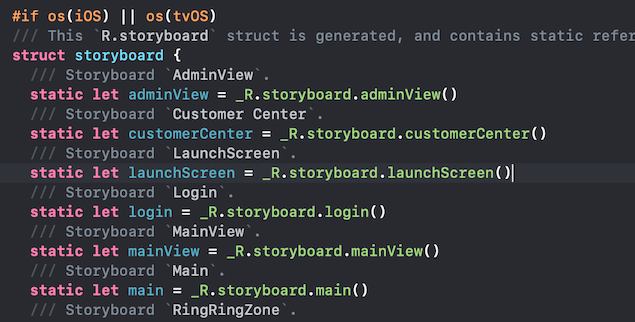 #if os(iOS) || os(tvOS)
/// This `R.storyboard` struct is generated, and contains static refer
struct storyboard {
/// Storyboard `AdminView`.
static let adminView = _R.storyboard.adminView()
/// Storyboard `Customer Center`.
static let customerCenter = _R.storyboard.customerCenter()
/// Storyboard `LaunchScreen`.
static let launchScreen = _R.storyboard.launchScreen()
/// Storyboard `Login`.
static let login = _R.storyboard.login()
/// Storyboard `MainView`.
static let mainView = _R.storyboard.mainView()
/// Storyboard `Main`.
static let main = _R.storyboard.main()
/// Storyboard `RingRingZone`.